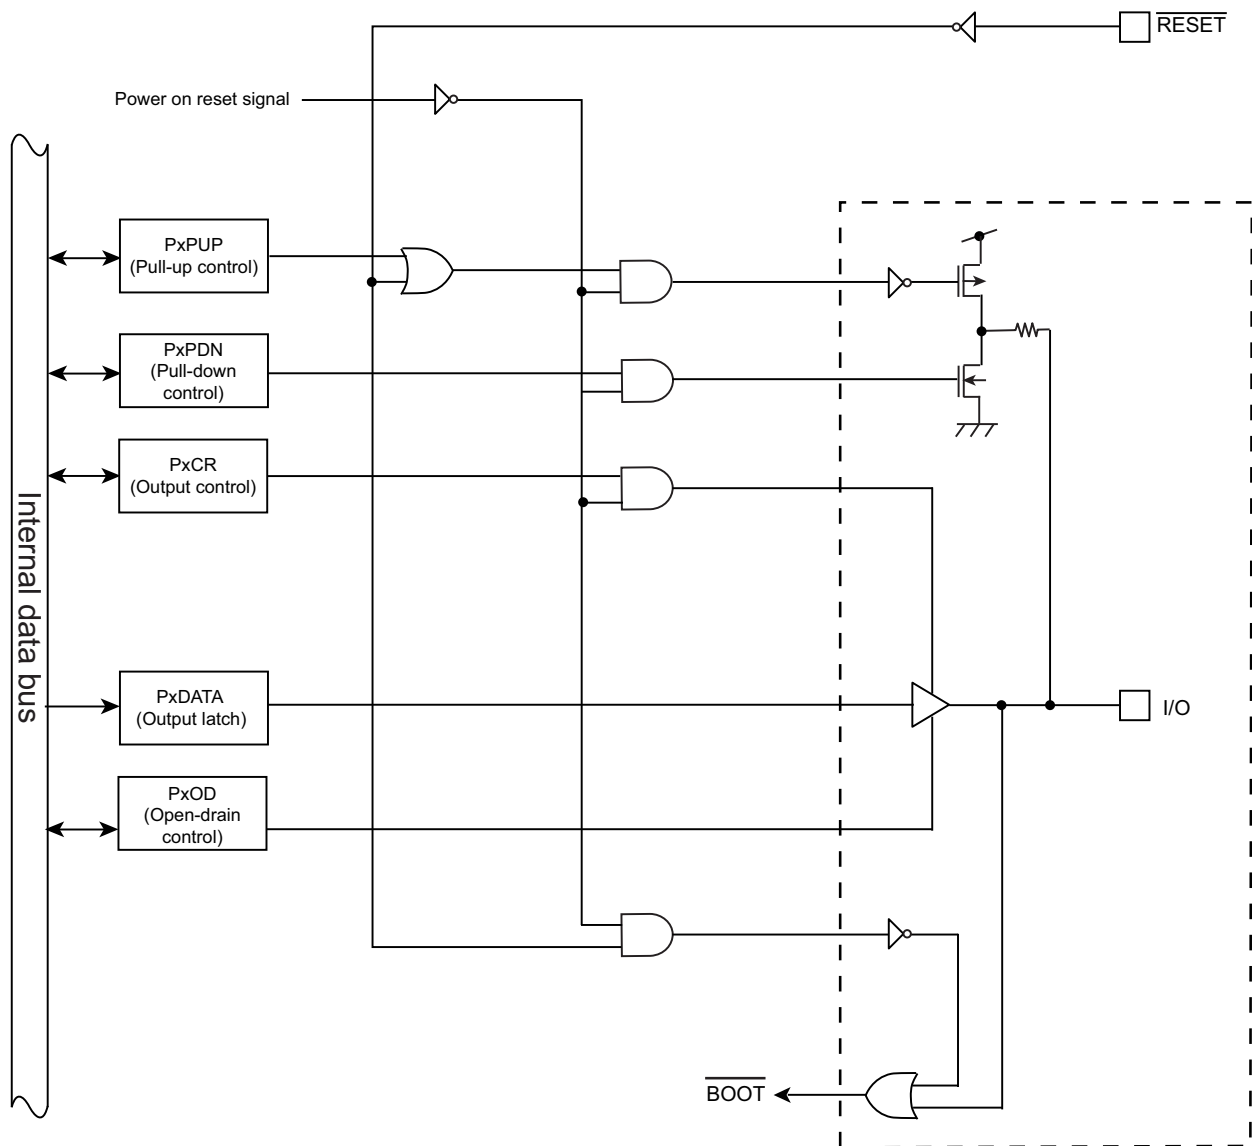 RESET
Power on reset signal
PxPUP
(Pull-up control)
PxPDN
(Pull-down
control)
PxCR
(Output control)
Internal data bus
PxDATA
(Output latch)
I/O
PxOD
(Open-drain
control)
BOOT